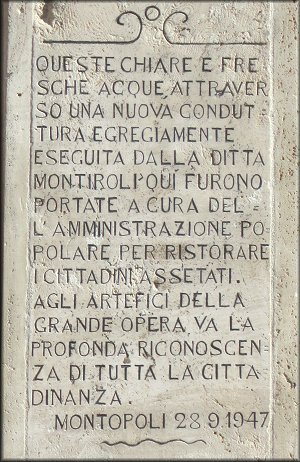 QUESTE CHIARE E FRE
SCHE ACQUE ATTRAVER
SO UNA NUOVA CONDUT
TURA EGREGIAMENTE
ESEGUITA DALLA DITTA
MONTIROLI QUÍ FURONO
PORTATE A CURA DEL=
L'AMMINISTRAZIONE PO-
POLARE PER RISTORARE
I CITTADINI ASSETATI.
AGLI ARTEFICI DELLA
GRANDE OPERA VA LA
PROFONDA RICONOSCEN-
ZA DI TUTTA LA CITTA
DINANZA.
MONTOPOLI 28.9.1947